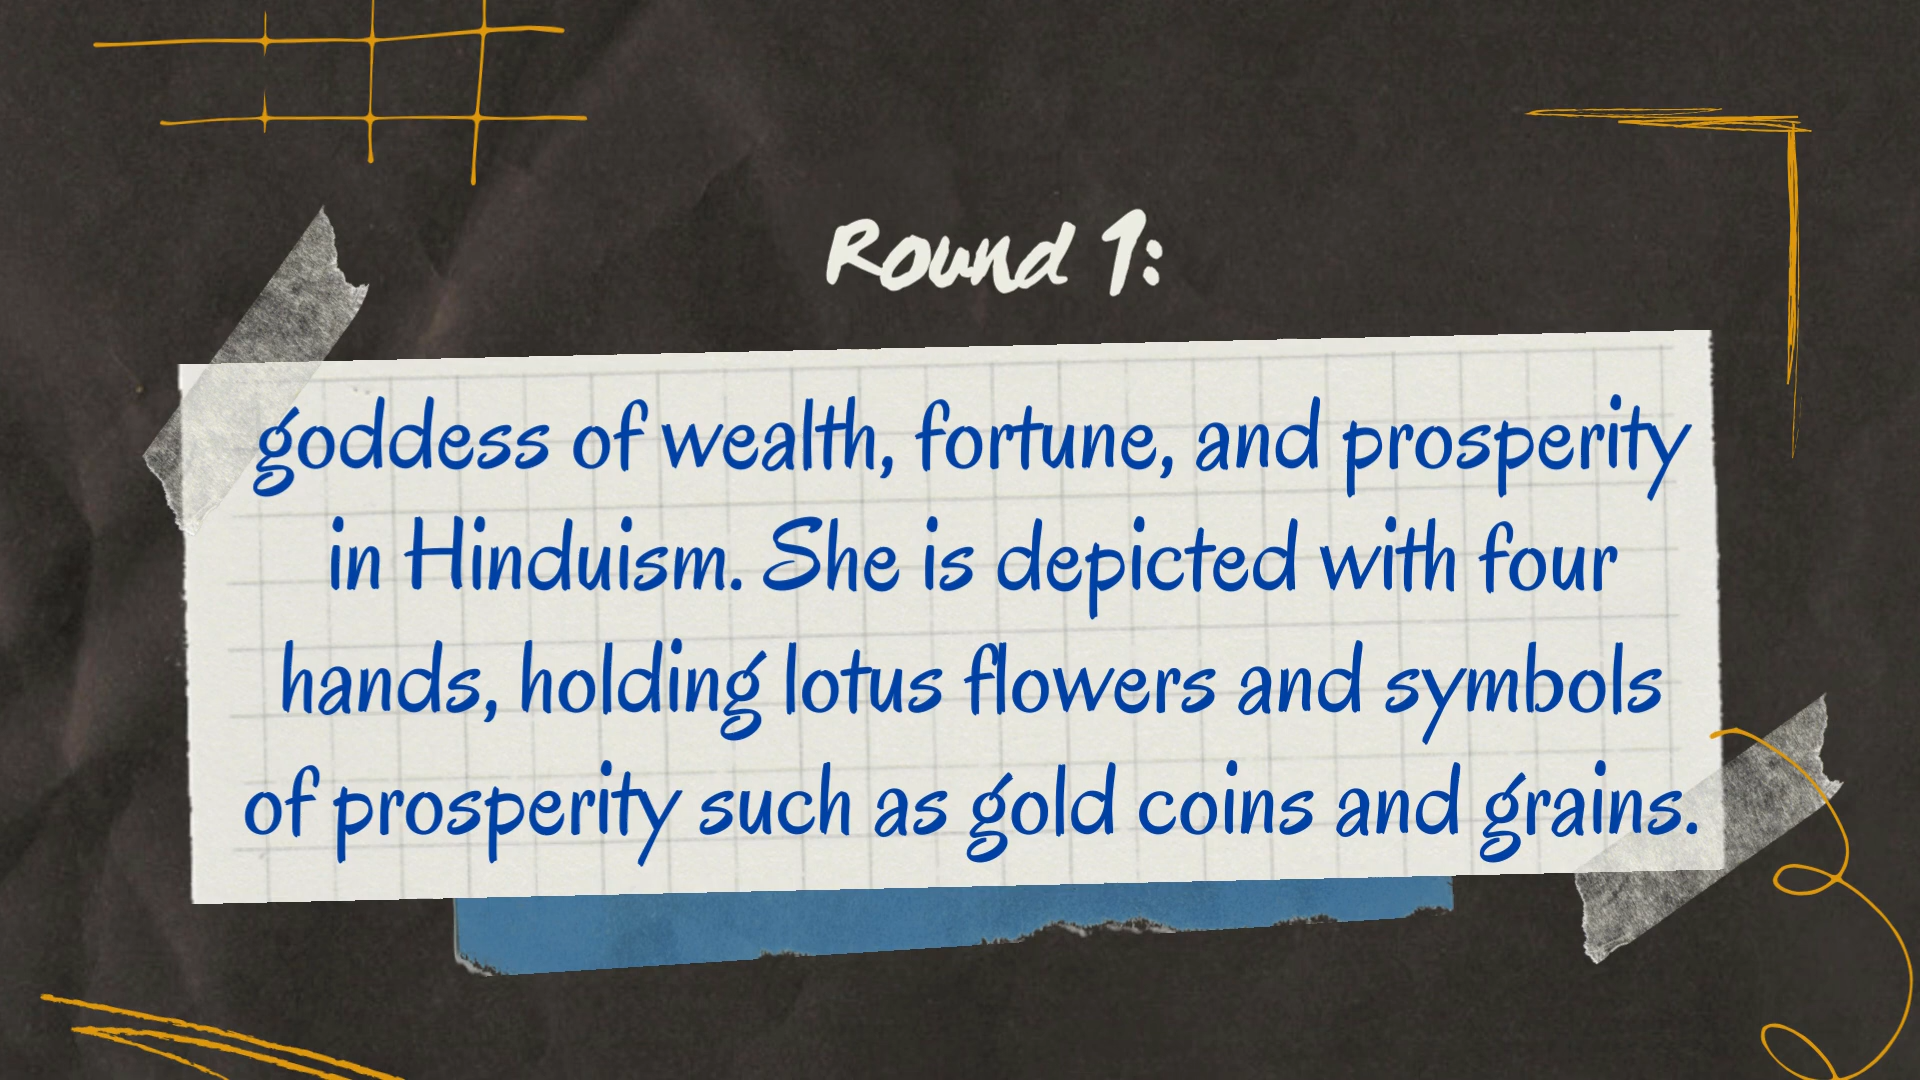 Round 1:
goddess of wealth, fortune, and prosperity
in Hinduism. She is depicted with four
hands, holding lotus flowers and symbols
of prosperity such as gold coins and grains.